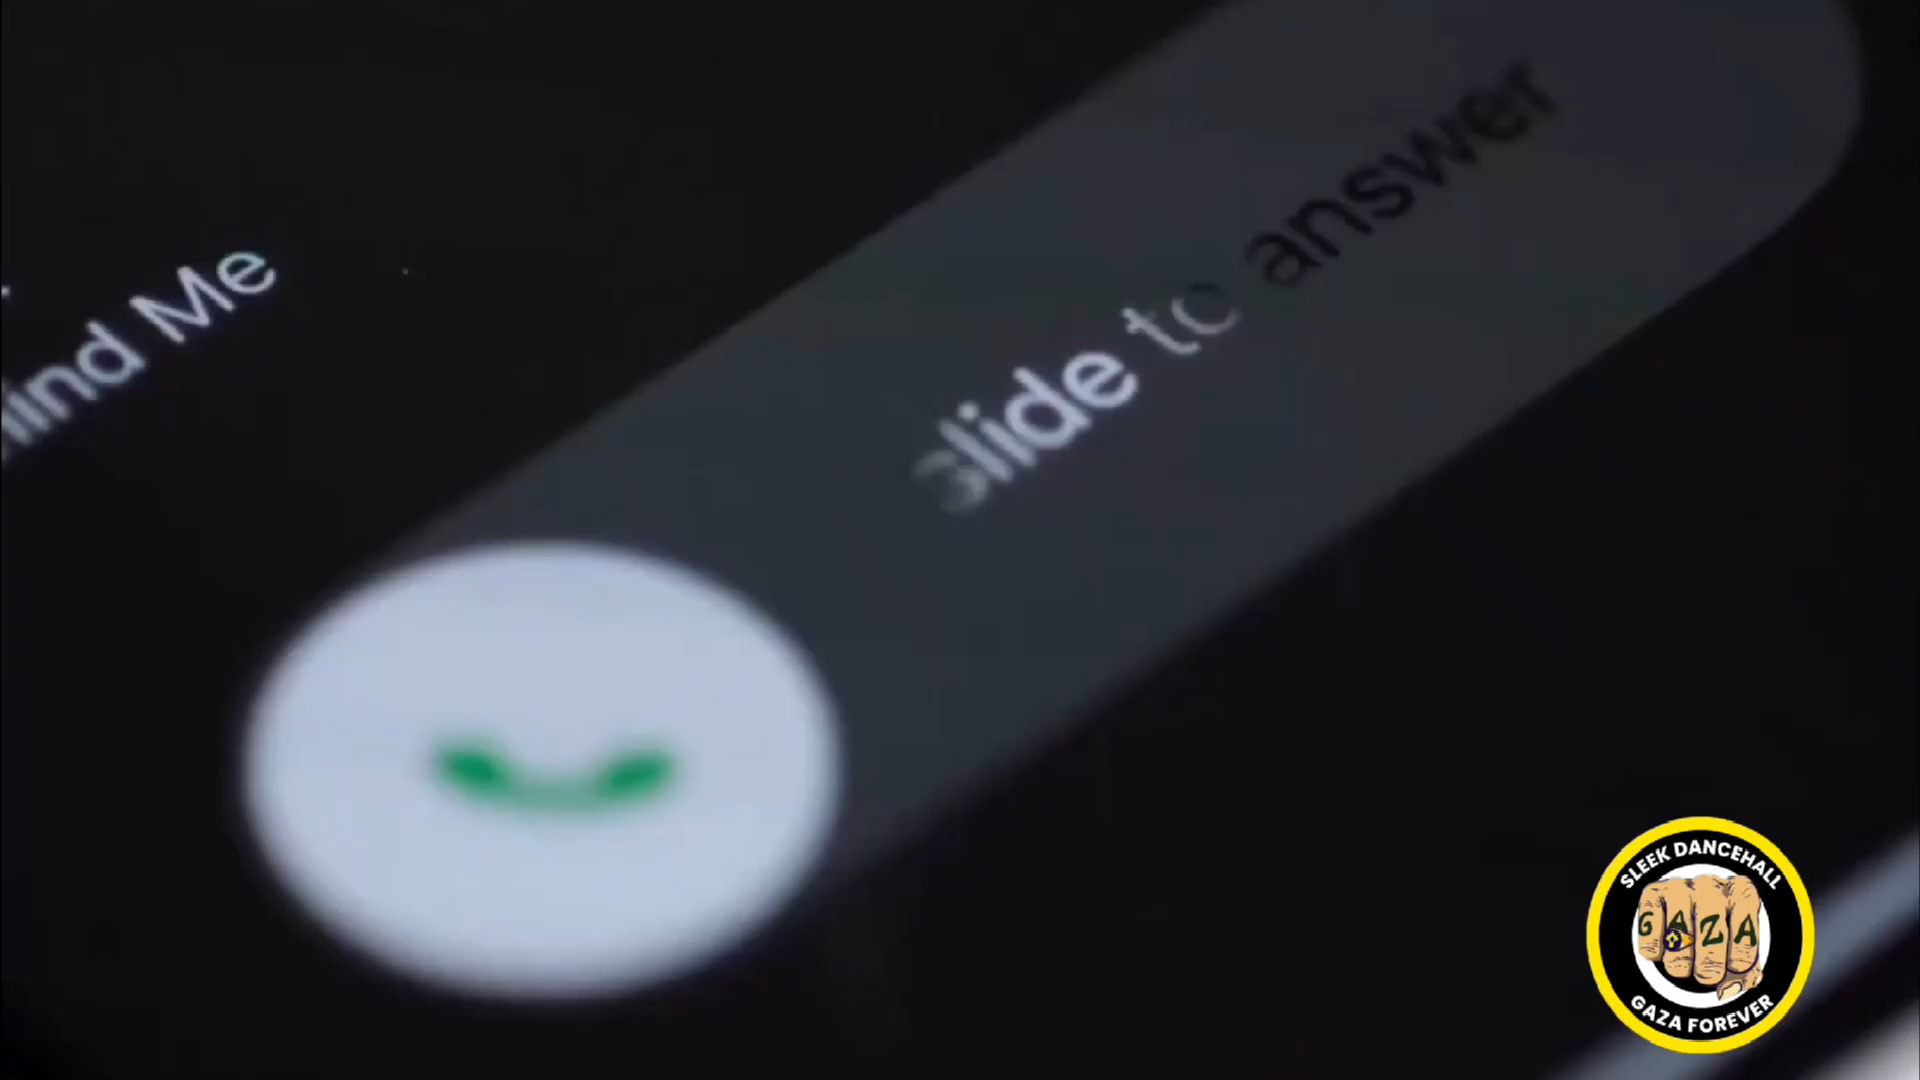 Me
slide to answer
SLEEK DANCEHALL
GAZA
GAZA FOREVER